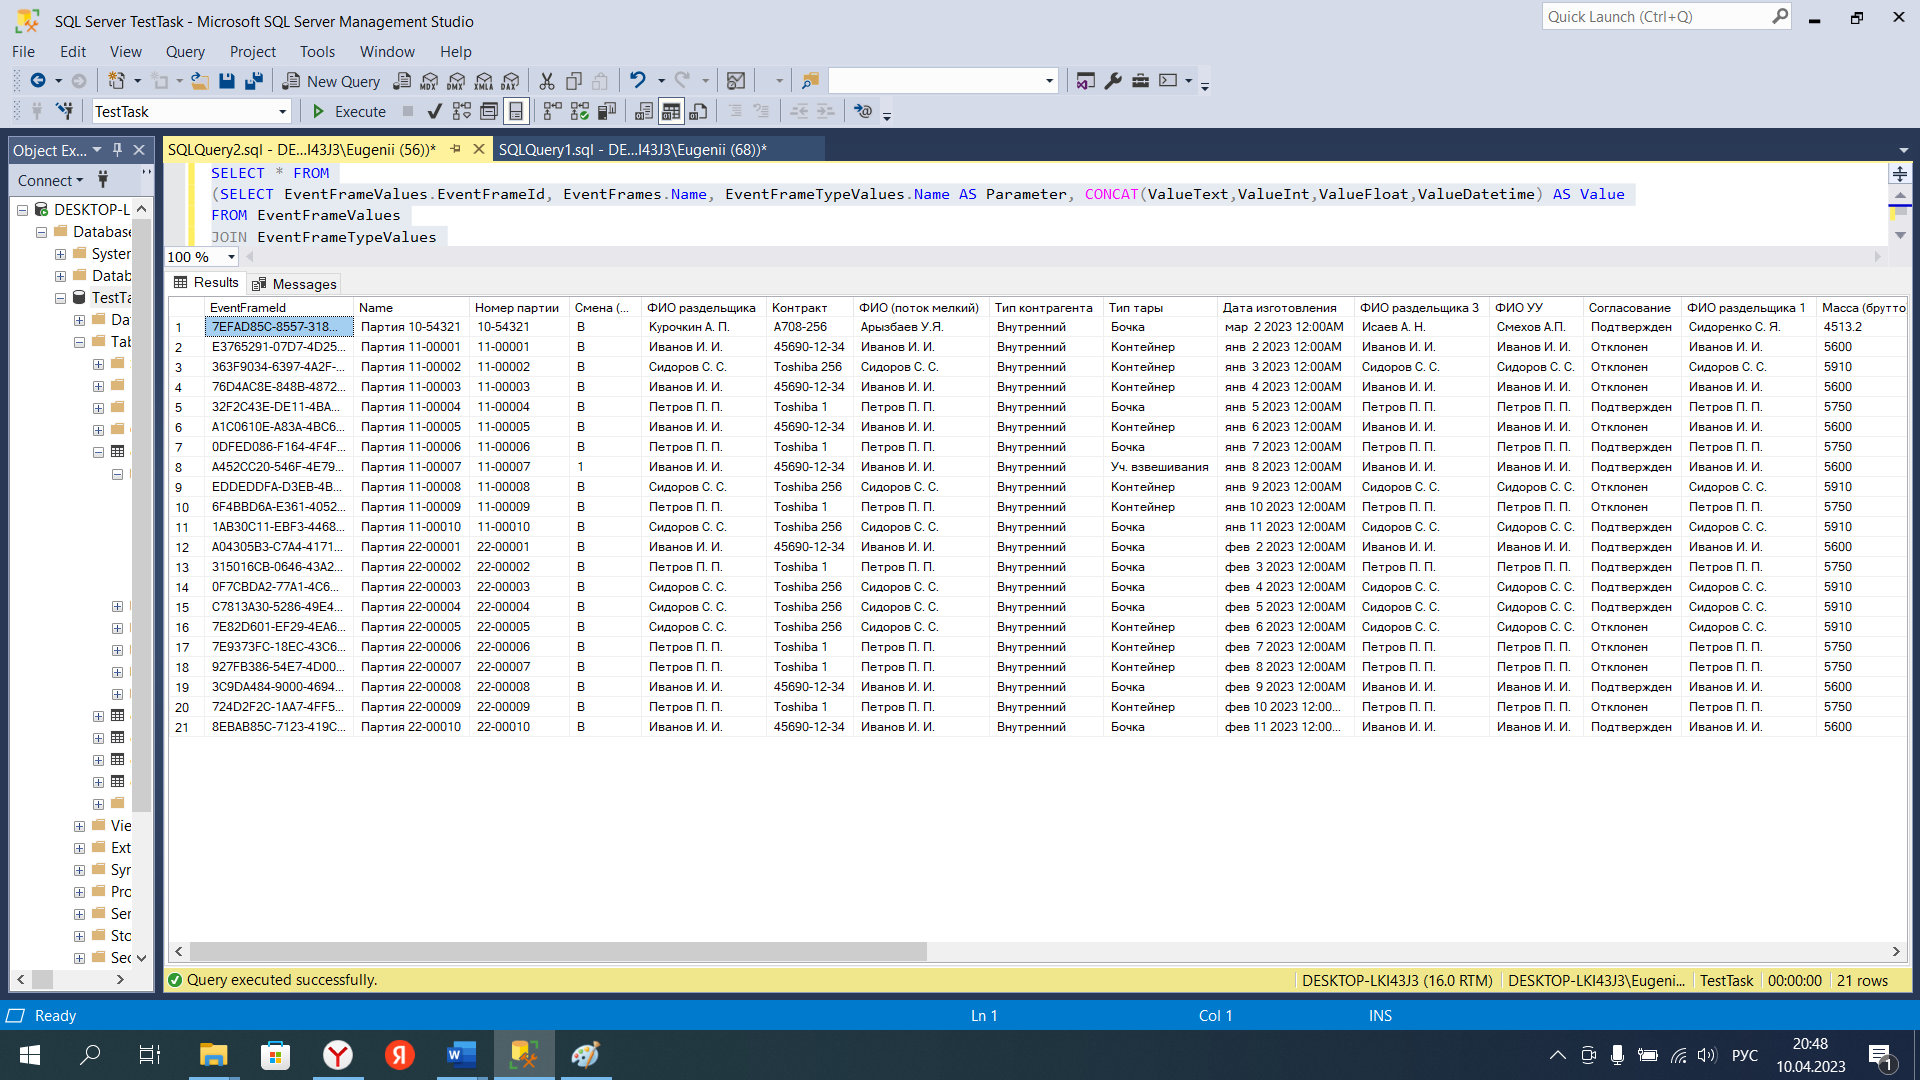 SQL Server TestTask - Microsoft SQL Server Management Studio
Quick Launch (Ctrl+Q)
File Edit View Query Project Tools Window Help
New Query MDX DMX XMLA DAX
TestTask Execute
Object Ex...
SQLQuery2.sql - DE...I43J3\Eugenii (56))*
SQLQuery1.sql - DE...I43J3\Eugenii (68))*
Connect
DESKTOP-L
Database
System
Datab
TestTa
Da
Tab
Vie
Ext
Syn
Pro
Ser
Sto
Sec
SELECT * FROM
(SELECT EventFrameValues.EventFrameId, EventFrames.Name, EventFrameTypeValues.Name AS Parameter, CONCAT(ValueText,ValueInt,ValueFloat,ValueDatetime) AS Value
FROM EventFrameValues
JOIN EventFrameTypeValues
100 %
Results Messages
EventFrameId Name Номер партии Смена (... ФИО раздельщика Контракт ФИО (поток мелкий) Тип контрагента Тип тары Дата изготовления ФИО раздельщика 3 ФИО УУ Согласование ФИО раздельщика 1 Масса (брутто
1 7EFAD85C-8557-318... Партия 10-54321 10-54321 В Курочкин А. П. А708-256 Арызбаев У.Я. Внутренний Бочка мар 2 2023 12:00AM Исаев А. Н. Смехов А.П. Подтвержден Сидоренко С. Я. 4513.2
2 E3765291-07D7-4D25... Партия 11-00001 11-00001 В Иванов И. И. 45690-12-34 Иванов И. И. Внутренний Контейнер янв 2 2023 12:00AM Иванов И. И. Иванов И. И. Отклонен Иванов И. И. 5600
3 363F9034-6397-4A2F-... Партия 11-00002 11-00002 В Сидоров С. С. Toshiba 256 Сидоров С. С. Внутренний Контейнер янв 3 2023 12:00AM Сидоров С. С. Сидоров С. С. Отклонен Сидоров С. С. 5910
4 76D4AC8E-848B-4872... Партия 11-00003 11-00003 В Иванов И. И. 45690-12-34 Иванов И. И. Внутренний Контейнер янв 4 2023 12:00AM Иванов И. И. Иванов И. И. Отклонен Иванов И. И. 5600
5 32F2C43E-DE11-4BA... Партия 11-00004 11-00004 В Петров П. П. Toshiba 1 Петров П. П. Внутренний Бочка янв 5 2023 12:00AM Петров П. П. Петров П. П. Подтвержден Петров П. П. 5750
6 A1C0610E-A83A-4BC6... Партия 11-00005 11-00005 В Иванов И. И. 45690-12-34 Иванов И. И. Внутренний Контейнер янв 6 2023 12:00AM Иванов И. И. Иванов И. И. Отклонен Иванов И. И. 5600
7 0DFED086-F164-4F4F... Партия 11-00006 11-00006 В Петров П. П. Toshiba 1 Петров П. П. Внутренний Бочка янв 7 2023 12:00AM Петров П. П. Петров П. П. Подтвержден Петров П. П. 5750
8 A452CC20-546F-4E79... Партия 11-00007 11-00007 1 Иванов И. И. 45690-12-34 Иванов И. И. Внутренний Уч. взвешивания янв 8 2023 12:00AM Иванов И. И. Иванов И. И. Подтвержден Иванов И. И. 5600
9 EDDEDDFA-D3EB-4B... Партия 11-00008 11-00008 В Сидоров С. С. Toshiba 256 Сидоров С. С. Внутренний Контейнер янв 9 2023 12:00AM Сидоров С. С. Сидоров С. С. Отклонен Сидоров С. С. 5910
10 6F4BBD6A-E361-4052... Партия 11-00009 11-00009 В Петров П. П. Toshiba 1 Петров П. П. Внутренний Контейнер янв 10 2023 12:00AM Петров П. П. Петров П. П. Отклонен Петров П. П. 5750
11 1AB30C11-EBF3-4468... Партия 11-00010 11-00010 В Сидоров С. С. Toshiba 256 Сидоров С. С. Внутренний Бочка янв 11 2023 12:00AM Сидоров С. С. Сидоров С. С. Подтвержден Сидоров С. С. 5910
12 A04305B3-C7A4-4171... Партия 22-00001 22-00001 В Иванов И. И. 45690-12-34 Иванов И. И. Внутренний Бочка фев 2 2023 12:00AM Иванов И. И. Иванов И. И. Подтвержден Иванов И. И. 5600
13 315016CB-0646-43A2... Партия 22-00002 22-00002 В Петров П. П. Toshiba 1 Петров П. П. Внутренний Бочка фев 3 2023 12:00AM Петров П. П. Петров П. П. Подтвержден Петров П. П. 5750
14 0F7CBDA2-77A1-4C6... Партия 22-00003 22-00003 В Сидоров С. С. Toshiba 256 Сидоров С. С. Внутренний Бочка фев 4 2023 12:00AM Сидоров С. С. Сидоров С. С. Подтвержден Сидоров С. С. 5910
15 C7813A30-5286-49E4... Партия 22-00004 22-00004 В Сидоров С. С. Toshiba 256 Сидоров С. С. Внутренний Бочка фев 5 2023 12:00AM Сидоров С. С. Сидоров С. С. Подтвержден Сидоров С. С. 5910
16 7E82D601-EF29-4EA6... Партия 22-00005 22-00005 В Сидоров С. С. Toshiba 256 Сидоров С. С. Внутренний Контейнер фев 6 2023 12:00AM Сидоров С. С. Сидоров С. С. Отклонен Сидоров С. С. 5910
17 7E9373FC-18EC-43C6... Партия 22-00006 22-00006 В Петров П. П. Toshiba 1 Петров П. П. Внутренний Контейнер фев 7 2023 12:00AM Петров П. П. Петров П. П. Отклонен Петров П. П. 5750
18 927FB386-54E7-4D00... Партия 22-00007 22-00007 В Петров П. П. Toshiba 1 Петров П. П. Внутренний Контейнер фев 8 2023 12:00AM Петров П. П. Петров П. П. Отклонен Петров П. П. 5750
19 3C9DA484-9000-4694... Партия 22-00008 22-00008 В Иванов И. И. 45690-12-34 Иванов И. И. Внутренний Бочка фев 9 2023 12:00AM Иванов И. И. Иванов И. И. Подтвержден Иванов И. И. 5600
20 724D2F2C-1AA7-4FF5... Партия 22-00009 22-00009 В Петров П. П. Toshiba 1 Петров П. П. Внутренний Контейнер фев 10 2023 12:00... Петров П. П. Петров П. П. Отклонен Петров П. П. 5750
21 8EBAB85C-7123-419C... Партия 22-00010 22-00010 В Иванов И. И. 45690-12-34 Иванов И. И. Внутренний Бочка фев 11 2023 12:00... Иванов И. И. Иванов И. И. Подтвержден Иванов И. И. 5600
Query executed successfully.
DESKTOP-LKI43J3 (16.0 RTM) DESKTOP-LKI43J3\Eugeni... TestTask 00:00:00 21 rows
Ready Ln 1 Col 1 INS
РУС
20:48
10.04.2023
1